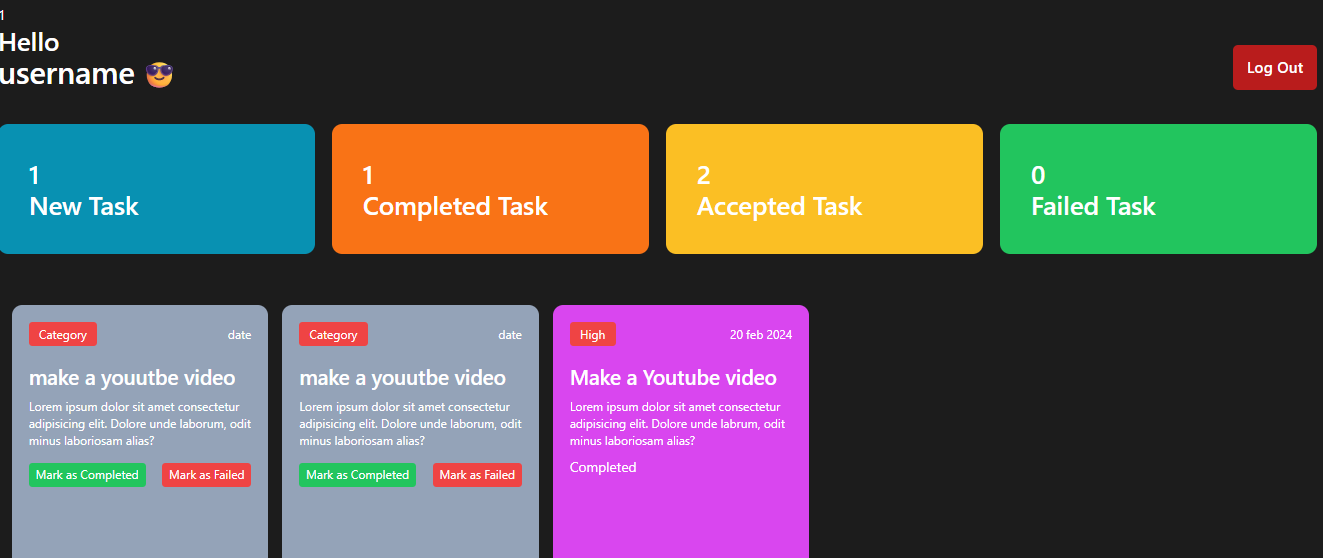 1
Hello
username 😎
Log Out
1
New Task
1
Completed Task
2
Accepted Task
0
Failed Task
Category
date
make a youutbe video
Lorem ipsum dolor sit amet consectetur
adipisicing elit. Dolore unde laborum, odit
minus laboriosam alias?
Mark as Completed
Mark as Failed
Category
date
make a youutbe video
Lorem ipsum dolor sit amet consectetur
adipisicing elit. Dolore unde laborum, odit
minus laboriosam alias?
Mark as Completed
Mark as Failed
High
20 feb 2024
Make a Youtube video
Lorem ipsum dolor sit amet consectetur
adipisicing elit. Dolore unde labrum, odit
minus laboriosam alias?
Completed